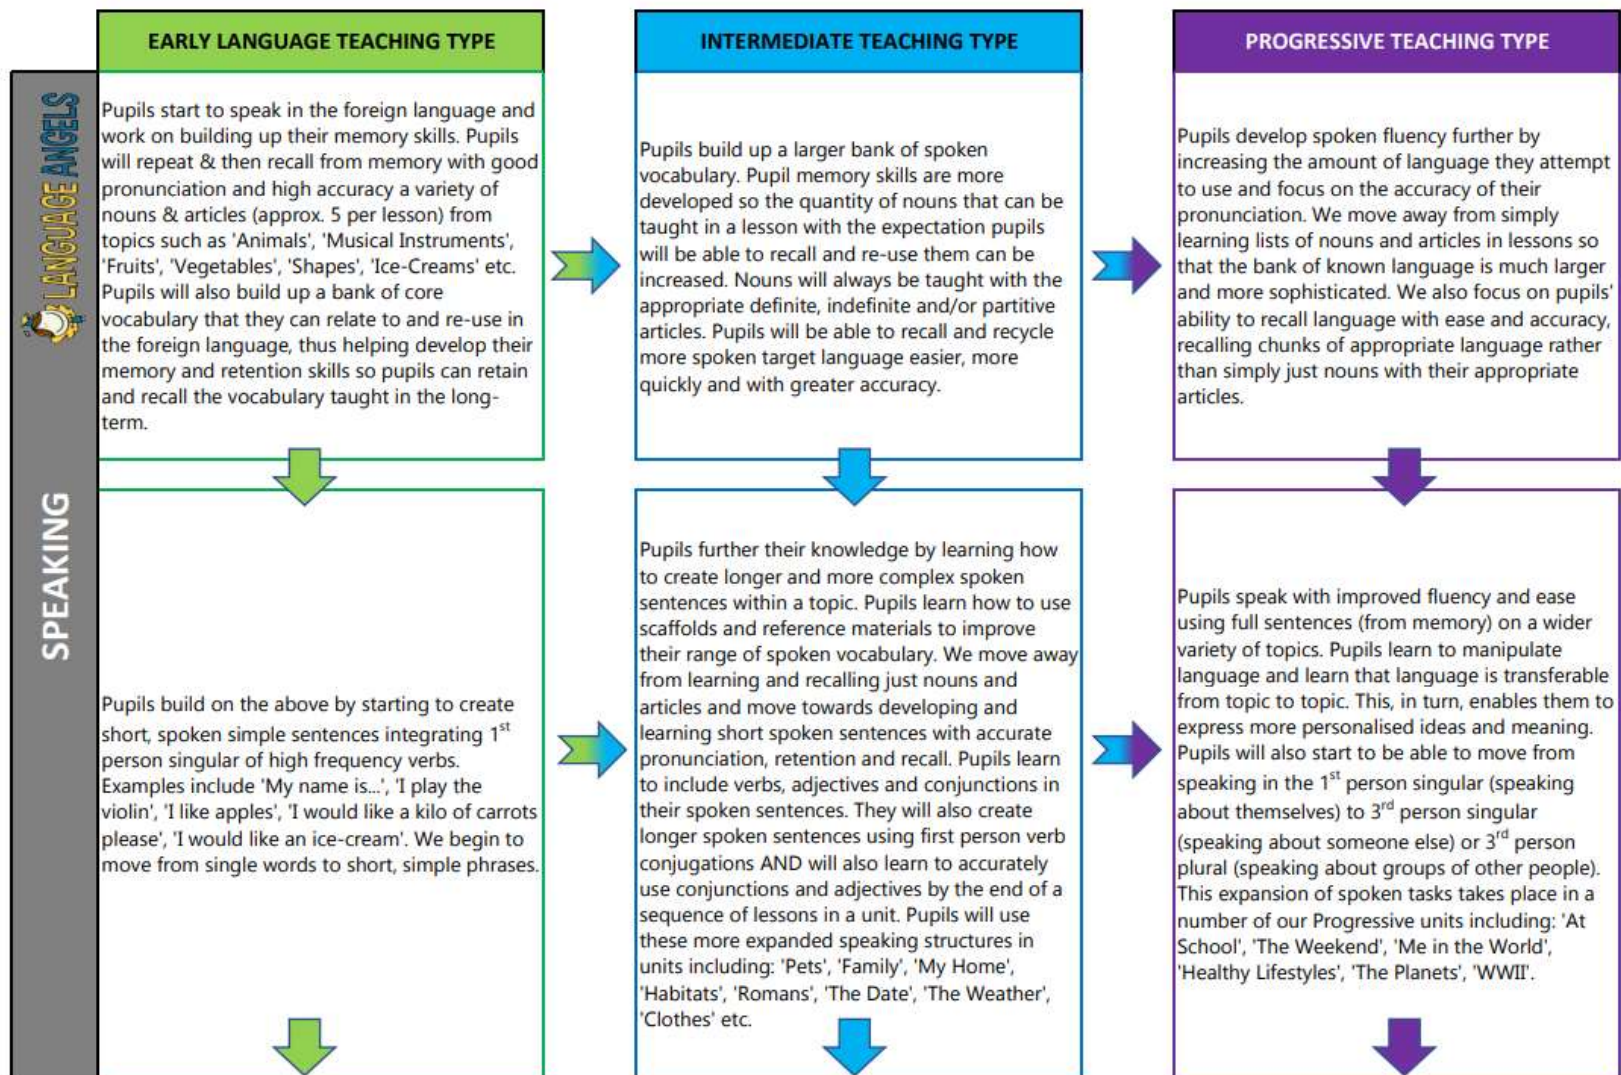 EARLY LANGUAGE TEACHING TYPE
INTERMEDIATE TEACHING TYPE
PROGRESSIVE TEACHING TYPE
LANGUAGE ANGELS
SPEAKING
Pupils start to speak in the foreign language and
work on building up their memory skills. Pupils
will repeat & then recall from memory with good
pronunciation and high accuracy a variety of
nouns & articles (approx. 5 per lesson) from
topics such as 'Animals', 'Musical Instruments',
'Fruits', 'Vegetables', 'Shapes', 'Ice-Creams' etc.
Pupils will also build up a bank of core
vocabulary that they can relate to and re-use in
the foreign language, thus helping develop their
memory and retention skills so pupils can retain
and recall the vocabulary taught in the long-
term.
Pupils build up a larger bank of spoken
vocabulary. Pupil memory skills are more
developed so the quantity of nouns that can be
taught in a lesson with the expectation pupils
will be able to recall and re-use them can be
increased. Nouns will always be taught with the
appropriate definite, indefinite and/or partitive
articles. Pupils will be able to recall and recycle
more spoken target language easier, more
quickly and with greater accuracy.
Pupils develop spoken fluency further by
increasing the amount of language they attempt
to use and focus on the accuracy of their
pronunciation. We move away from simply
learning lists of nouns and articles in lessons so
that the bank of known language is much larger
and more sophisticated. We also focus on pupils'
ability to recall language with ease and accuracy,
recalling chunks of appropriate language rather
than simply just nouns with their appropriate
articles.
Pupils build on the above by starting to create
short, spoken simple sentences integrating 1st
person singular of high frequency verbs.
Examples include 'My name is...', 'I play the
violin', 'I like apples', 'I would like a kilo of carrots
please', 'I would like an ice-cream'. We begin to
move from single words to short, simple phrases.
Pupils further their knowledge by learning how
to create longer and more complex spoken
sentences within a topic. Pupils learn how to use
scaffolds and reference materials to improve
their range of spoken vocabulary. We move away
from learning and recalling just nouns and
articles and move towards developing and
learning short spoken sentences with accurate
pronunciation, retention and recall. Pupils learn
to include verbs, adjectives and conjunctions in
their spoken sentences. They will also create
longer spoken sentences using first person verb
conjugations AND will also learn to accurately
use conjunctions and adjectives by the end of a
sequence of lessons in a unit. Pupils will use
these more expanded speaking structures in
units including: 'Pets', 'Family', 'My Home',
'Habitats', 'Romans', 'The Date', 'The Weather',
'Clothes' etc.
Pupils speak with improved fluency and ease
using full sentences (from memory) on a wider
variety of topics. Pupils learn to manipulate
language and learn that language is transferable
from topic to topic. This, in turn, enables them to
express more personalised ideas and meaning.
Pupils will also start to be able to move from
speaking in the 1st person singular (speaking
about themselves) to 3rd person singular
(speaking about someone else) or 3rd person
plural (speaking about groups of other people).
This expansion of spoken tasks takes place in a
number of our Progressive units including: 'At
School', 'The Weekend', 'Me in the World',
'Healthy Lifestyles', 'The Planets', 'WWII'.